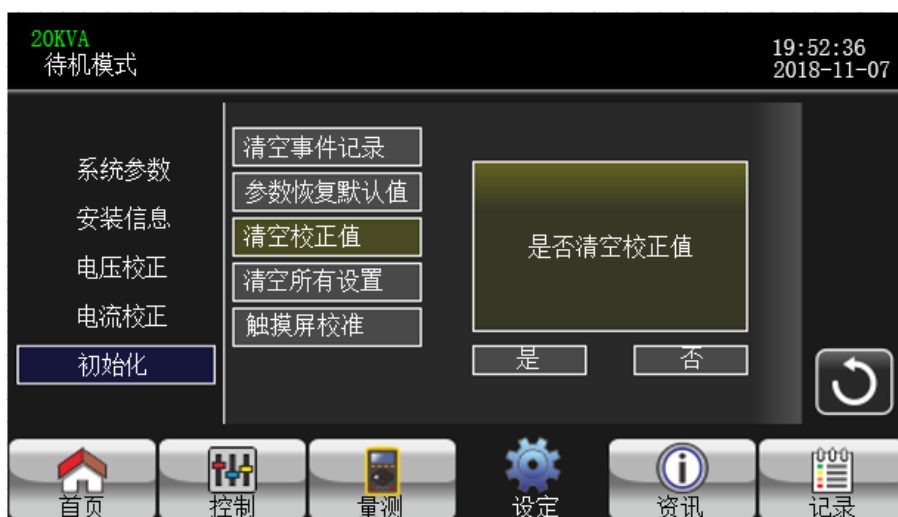 20KVA
待机模式
19:52:36
2018-11-07
系统参数
安装信息
电压校正
电流校正
初始化
清空事件记录
参数恢复默认值
清空校正值
清空所有设置
触摸屏校准
是否清空校正值
是
否
首页
控制
量测
设定
资讯
记录